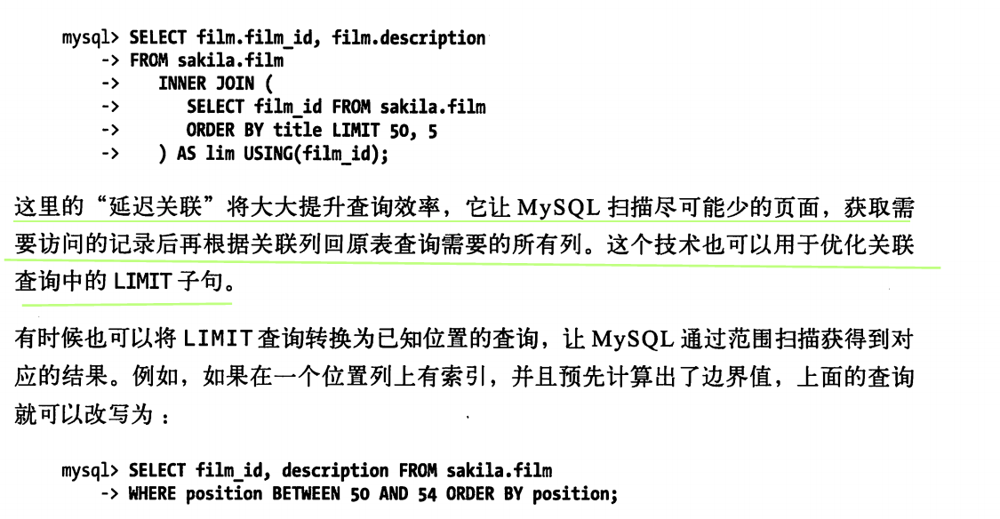 mysql> SELECT film.film_id, film.description
-> FROM sakila.film
-> INNER JOIN (
-> SELECT film_id FROM sakila.film
-> ORDER BY title LIMIT 50, 5
-> ) AS lim USING(film_id);
这里的“延迟关联”将大大提升查询效率，它让 MySQL 扫描尽可能少的页面，获取需
要访问的记录后再根据关联列回原表查询需要的所有列。这个技术也可以用于优化关联
查询中的 LIMIT 子句。
有时候也可以将 LIMIT 查询转换为已知位置的查询，让 MySQL 通过范围扫描获得到对
应的结果。例如，如果在一个位置列上有索引，并且预先计算出了边界值，上面的查询
就可以改写为：
mysql> SELECT film_id, description FROM sakila.film
-> WHERE position BETWEEN 50 AND 54 ORDER BY position;